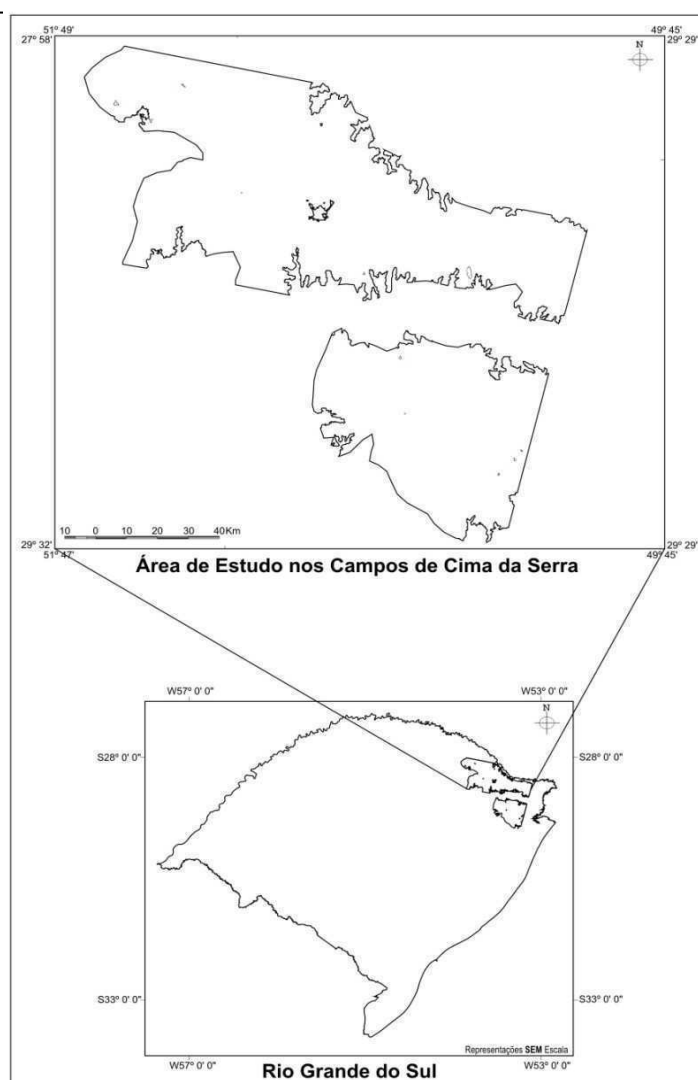 51º 49'
49º 45'
27º 58'
29º 29'
N
10 0 10 20 30 40Km
29º 32'
29º 29'
51º 47'
49º 45'
Área de Estudo nos Campos de Cima da Serra
W57º 0' 0"
W53º 0' 0"
N
S28º 0' 0"
S28º 0' 0"
S33º 0' 0"
S33º 0' 0"
Representações SEM Escala
W57º 0' 0"
W53º 0' 0"
Rio Grande do Sul